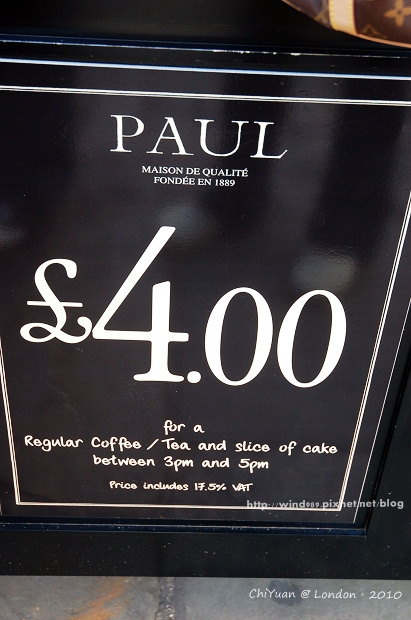 PAUL
MAISON DE QUALITÉ
FONDÉE EN 1889
£4.00
for a
Regular Coffee / Tea and slice of cake
between 3pm and 5pm
Price includes 17.5% VAT
http://wind989.pixnet.net/blog
ChiYuan @ London · 2010